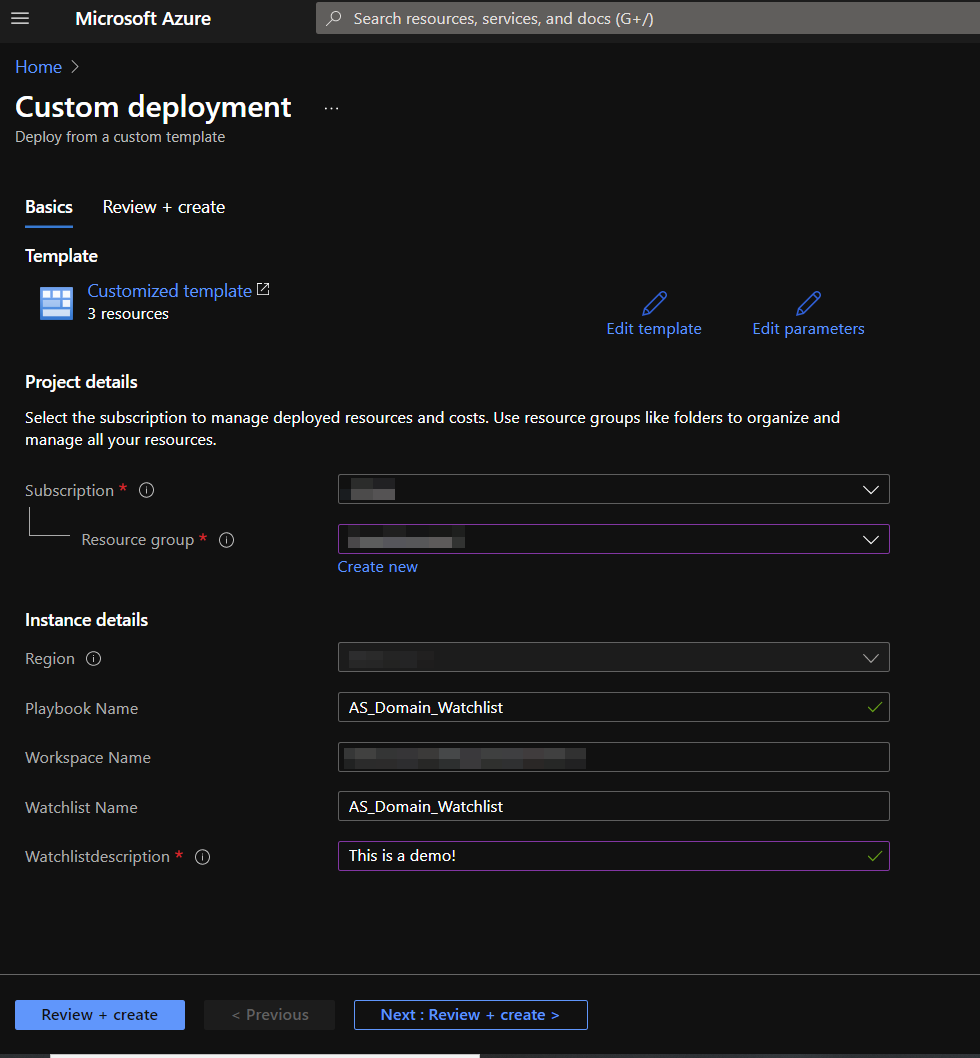 Microsoft Azure
Search resources, services, and docs (G+/)
Home
Custom deployment ...
Deploy from a custom template
Basics Review + create
Template
Customized template
3 resources
Edit template Edit parameters
Project details
Select the subscription to manage deployed resources and costs. Use resource groups like folders to organize and
manage all your resources.
Subscription *
Resource group *
Create new
Instance details
Region
Playbook Name AS_Domain_Watchlist
Workspace Name
Watchlist Name AS_Domain_Watchlist
Watchlistdescription * This is a demo!
Review + create < Previous Next : Review + create >